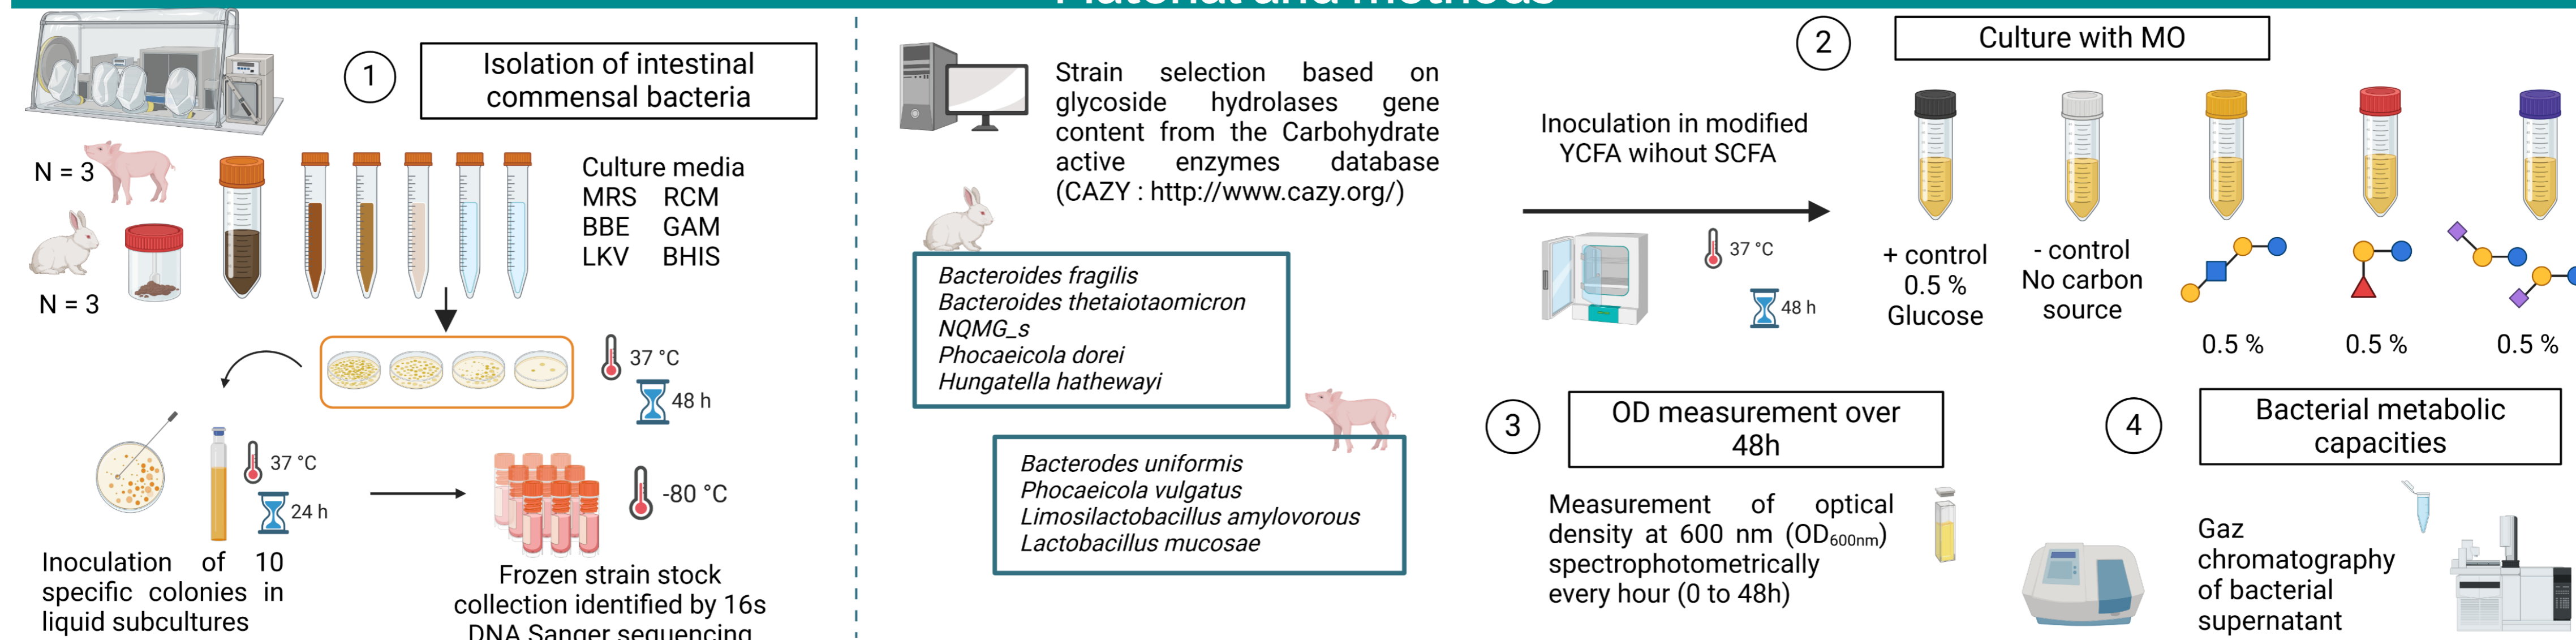 Material and methods
1
Isolation of intestinal
commensal bacteria
N = 3
N = 3
Culture media
MRS RCM
BBE GAM
LKV BHIS
37 °C
48 h
37 °C
24 h
-80 °C
Inoculation of 10
specific colonies in
liquid subcultures
Frozen strain stock
collection identified by 16s
DNA Sanger sequencing
Strain selection based on
glycoside hydrolases gene
content from the Carbohydrate
active enzymes database
(CAZY : http://www.cazy.org/)
Bacteroides fragilis
Bacteroides thetaiotaomicron
NQMG_s
Phocaeicola dorei
Hungatella hathewayi
Bacterodes uniformis
Phocaeicola vulgatus
Limosilactobacillus amylovorous
Lactobacillus mucosae
2
Culture with MO
Inoculation in modified
YCFA wihout SCFA
37 °C
48 h
+ control
0.5 %
Glucose
- control
No carbon
source
0.5 %
0.5 %
0.5 %
3
OD measurement over
48h
Measurement of optical
density at 600 nm (OD600nm)
spectrophotometrically
every hour (0 to 48h)
4
Bacterial metabolic
capacities
Gaz
chromatography
of bacterial
supernatant